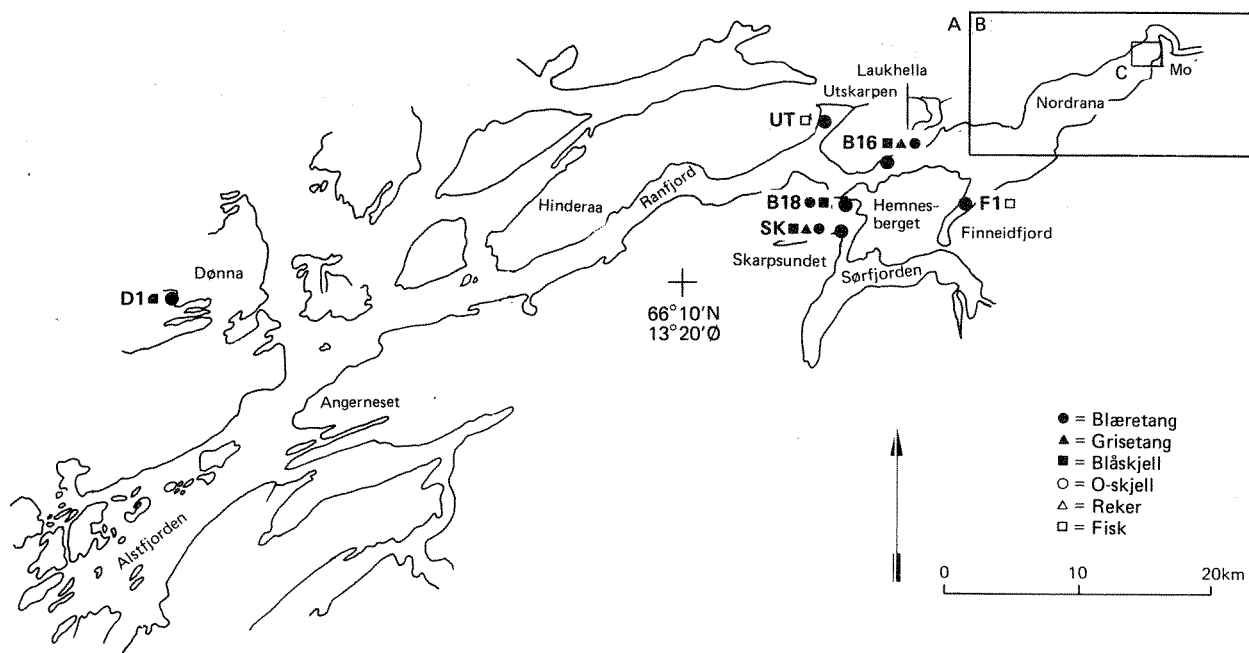 A B
Laukhella
Utskarpen
Mo
C
Nordrana
UT
B16
Ranfjord
Hinderaa
B18
Hemnes-
berget
F1
Finneidfjord
SK
Skarpsundet
Sørfjorden
Dønna
D1
66°10'N
13°20'Ø
Angerneset
Alstfjorden
= Blæretang
= Grisetang
= Blåskjell
= O-skjell
= Reker
= Fisk
0 10 20km